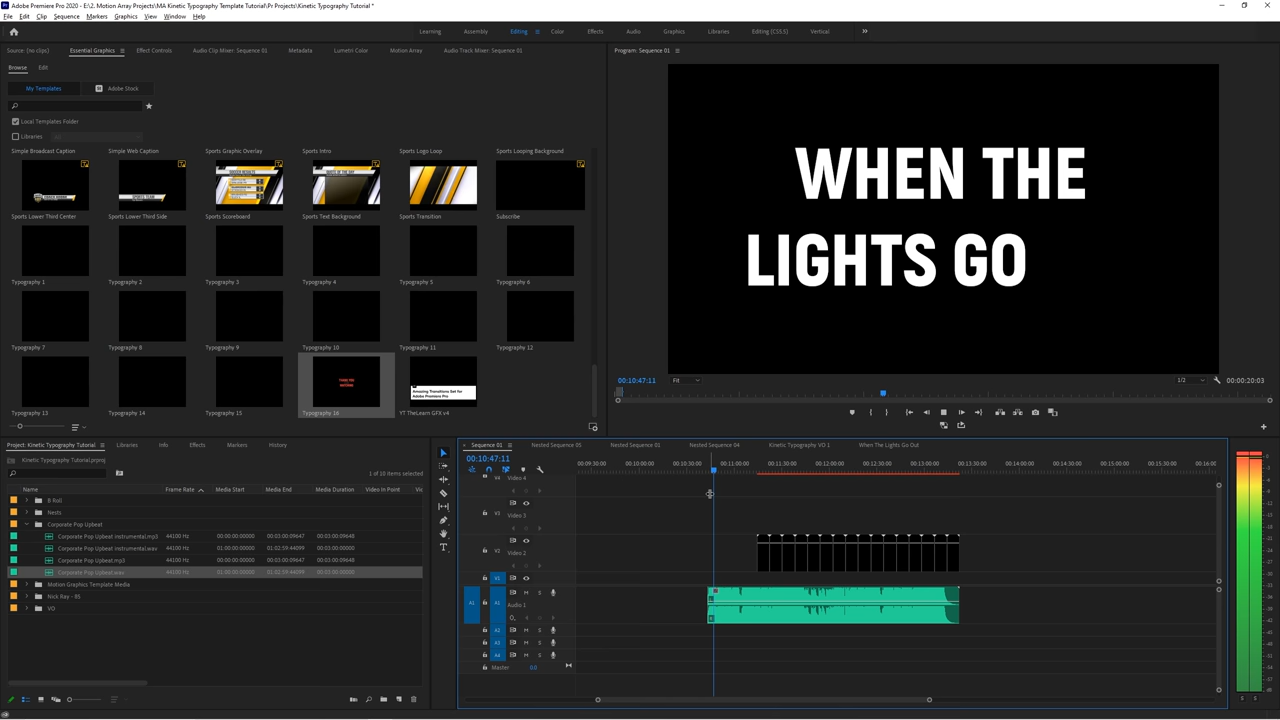 Adobe Premiere Pro 2020 - E:\2. Motion Array Projects\MA Kinetic Typography Template Tutorial\Pr Projects\Kinetic Typography Tutorial *
File Edit Clip Sequence Markers Graphics View Window Help
Learning Assembly Editing Color Effects Audio Graphics Libraries Editing (CS5.5) Vertical
Source: (no clips) Essential Graphics Effect Controls Audio Clip Mixer: Sequence 01 Metadata Lumetri Color Motion Array Audio Track Mixer: Sequence 01
Program: Sequence 01
Browse Edit
My Templates Adobe Stock
Local Templates Folder
Libraries
Simple Broadcast Caption Simple Web Caption Sports Graphic Overlay Sports Intro Sports Logo Loop Sports Looping Background
Sports Lower Third Center Sports Lower Third Side Sports Scoreboard Sports Text Background Sports Transition Subscribe
Typography 1 Typography 2 Typography 3 Typography 4 Typography 5 Typography 6
Typography 7 Typography 8 Typography 9 Typography 10 Typography 11 Typography 12
Amazing Transitions Set for
Adobe Premiere Pro
Typography 13 Typography 14 Typography 15 Typography 16 YT TheLearn GFX v4
WHEN THE
LIGHTS GO
00:10:47:11 Fit 1/2 00:00:20:03
Project: Kinetic Typography Tutorial Libraries Info Effects Markers History
Kinetic Typography Tutorial.prproj
1 of 10 items selected
Name Frame Rate Media Start Media End Media Duration Video In Point
B Roll
Nests
Corporate Pop Upbeat
Corporate Pop Upbeat instrumental.mp3 44100 Hz 00:00:00:00000 00:03:00:09647 00:03:00:09648
Corporate Pop Upbeat instrumental.wav 44100 Hz 01:00:00:00000 01:02:59:44099 00:03:00:00000
Corporate Pop Upbeat.mp3 44100 Hz 00:00:00:00000 00:03:00:09647 00:03:00:09648
Corporate Pop Upbeat.wav 44100 Hz 01:00:00:00000 01:02:59:44099 00:03:00:00000
Motion Graphics Template Media
Nick Ray - 85
VO
Sequence 01 Nested Sequence 05 Nested Sequence 01 Nested Sequence 04 Kinetic Typography VO 1 When The Lights Go Out
00:10:47:11
00:09:30:00 00:10:00:00 00:10:30:00 00:11:00:00 00:11:30:00 00:12:00:00 00:12:30:00 00:13:00:00 00:13:30:00 00:14:00:00 00:14:30:00 00:15:00:00 00:15:30:00 00:16:00
V4 Video 4
V3 Video 3
V2 Video 2
V1
A2 A1 M S
Audio 1
A2 M S
A3 M S
A4 M S
Master 0.0
S S